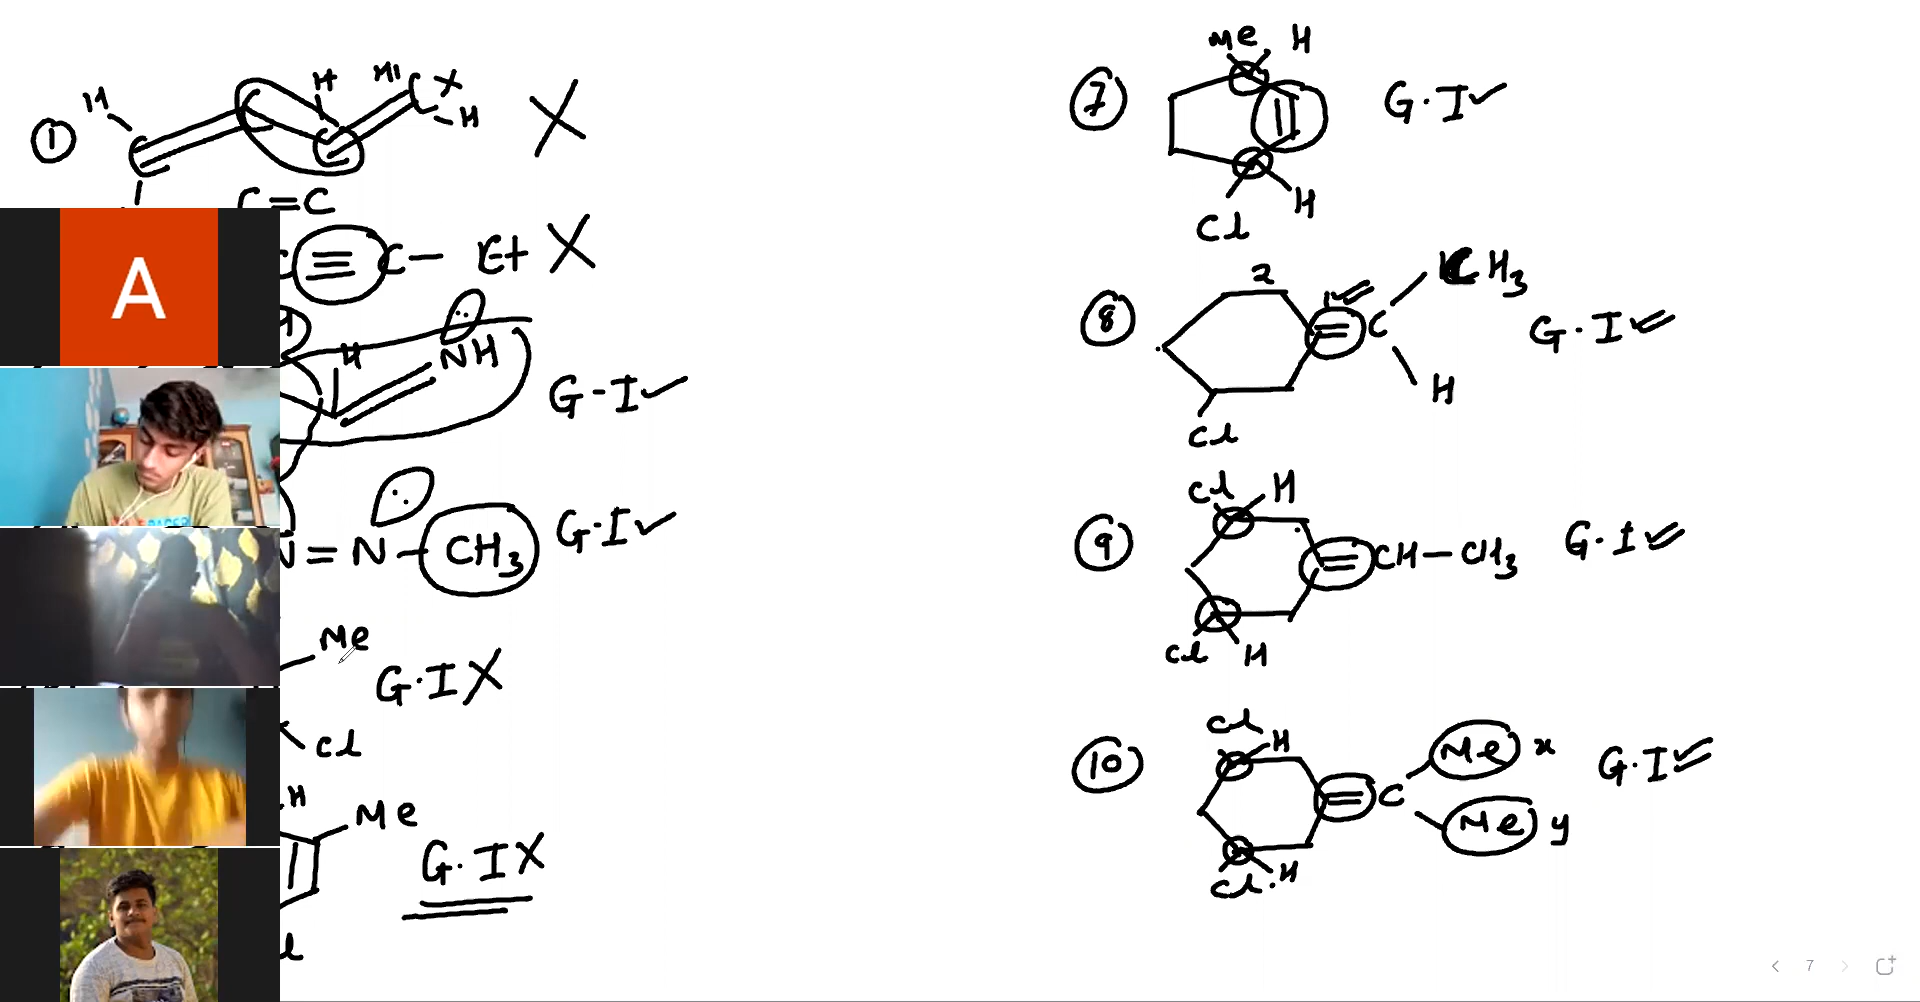 H H H C X
① C C H X
C=C
A
C≡C- Et X
H NH G-I✓
N=N-CH3 G·I✓
Me
G·I X
Cl
H Me
G·I X
l
Me H
⑦ G·I✓
Cl H
2 1 CH3
⑧ =C G·I✓
H
Cl
Cl H
⑨ =CH-CH3 G·I✓
Cl H
Cl H Me x
⑩ =C G·I✓
Me y
Cl H
7